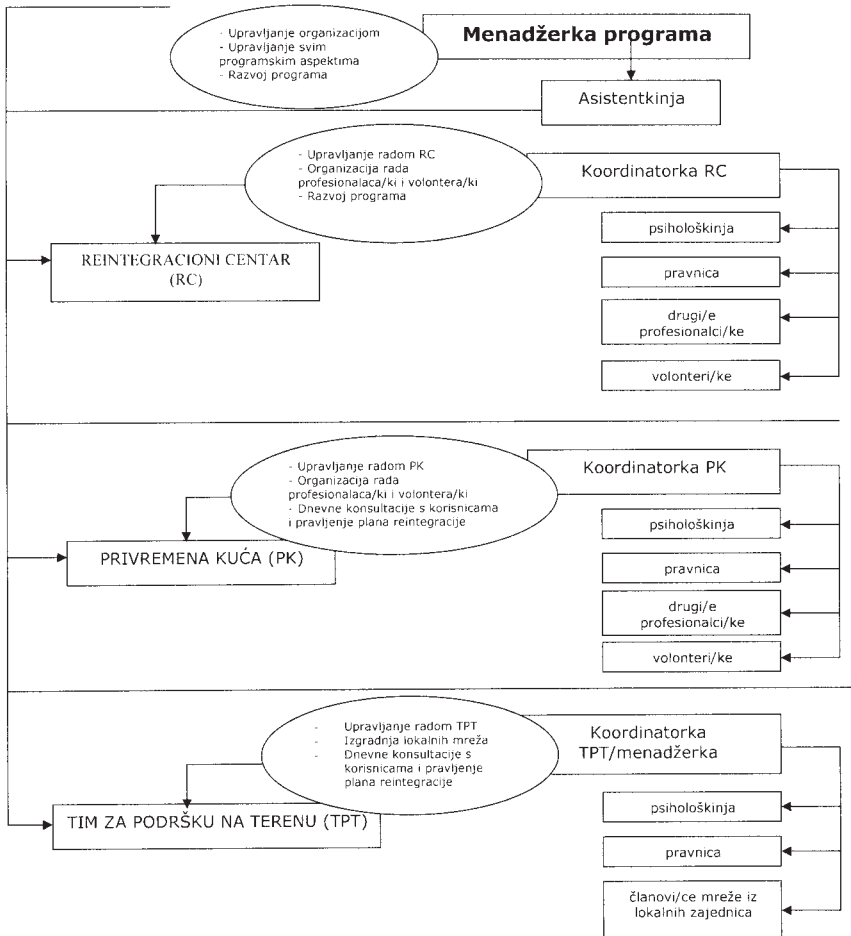 - Upravljanje organizacijom
- Upravljanje svim
programskim aspektima
- Razvoj programa
Menadžerka programa
Asistentkinja
- Upravljanje radom RC
- Organizacija rada
profesionalaca/ki i volontera/ki
- Razvoj programa
Koordinatorka RC
psihološkinja
pravnica
drugi/e
profesionalci/ke
volonteri/ke
REINTEGRACIONI CENTAR
(RC)
- Upravljanje radom PK
- Organizacija rada
profesionalaca/ki i volontera/ki
- Dnevne konsultacije s korisnicama
i pravljenje plana reintegracije
Koordinatorka PK
psihološkinja
pravnica
drugi/e
profesionalci/ke
volonteri/ke
PRIVREMENA KUĆA (PK)
- Upravljanje radom TPT
- Izgradnja lokalnih mreža
- Dnevne konsultacije s
korisnicama i pravljenje
plana reintegracije
Koordinatorka
TPT/menadžerka
psihološkinja
pravnica
članovi/ce mreže iz
lokalnih zajednica
TIM ZA PODRŠKU NA TERENU (TPT)